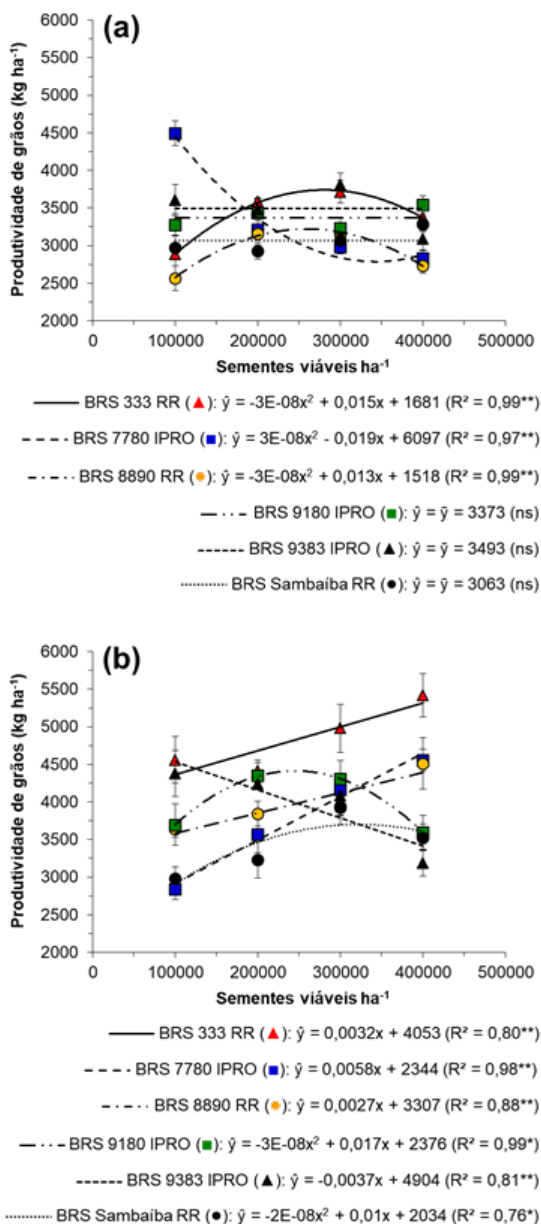 (a)
Produtividade de grãos (kg ha-1)
6000
5500
5000
4500
4000
3500
3000
2500
2000
0 100000 200000 300000 400000 500000
Sementes viáveis ha-1
BRS 333 RR (▲): ŷ = -3E-08x² + 0,015x + 1681 (R² = 0,99**)
BRS 7780 IPRO (■): ŷ = 3E-08x² - 0,019x + 6097 (R² = 0,97**)
BRS 8890 RR (●): ŷ = -3E-08x² + 0,013x + 1518 (R² = 0,99**)
BRS 9180 IPRO (■): ŷ = ȳ = 3373 (ns)
BRS 9383 IPRO (▲): ŷ = ȳ = 3493 (ns)
BRS Sambaíba RR (●): ŷ = ȳ = 3063 (ns)
(b)
Produtividade de grãos (kg ha-1)
6000
5500
5000
4500
4000
3500
3000
2500
2000
0 100000 200000 300000 400000 500000
Sementes viáveis ha-1
BRS 333 RR (▲): ŷ = 0,0032x + 4053 (R² = 0,80**)
BRS 7780 IPRO (■): ŷ = 0,0058x + 2344 (R² = 0,98**)
BRS 8890 RR (●): ŷ = 0,0027x + 3307 (R² = 0,88**)
BRS 9180 IPRO (■): ŷ = -3E-08x² + 0,017x + 2376 (R² = 0,99*)
BRS 9383 IPRO (▲): ŷ = -0,0037x + 4904 (R² = 0,81**)
BRS Sambaíba RR (●): ŷ = -2E-08x² + 0,01x + 2034 (R² = 0,76*)